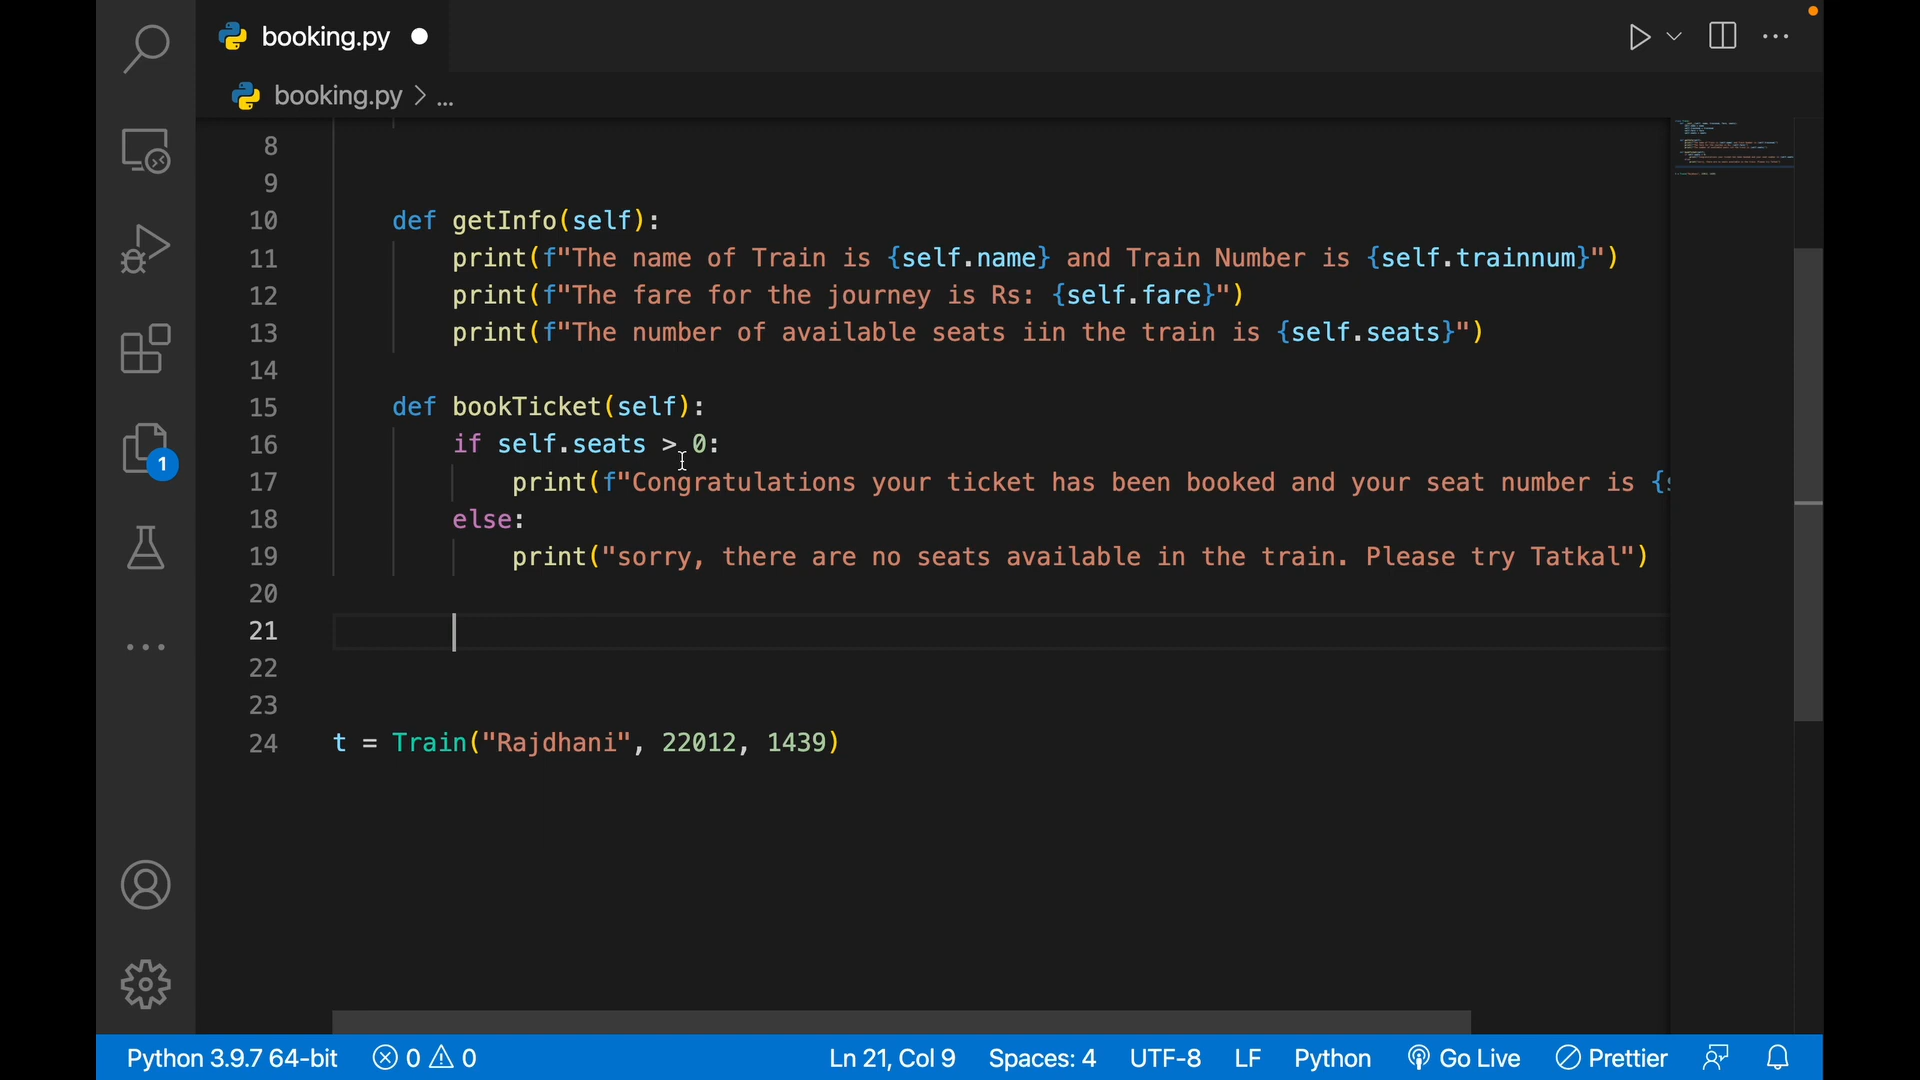 booking.py
booking.py > ...
8
9
10 def getInfo(self):
11 print(f"The name of Train is {self.name} and Train Number is {self.trainnum}")
12 print(f"The fare for the journey is Rs: {self.fare}")
13 print(f"The number of available seats iin the train is {self.seats}")
14
15 def bookTicket(self):
16 if self.seats > 0:
17 print(f"Congratulations your ticket has been booked and your seat number is {
18 else:
19 print("sorry, there are no seats available in the train. Please try Tatkal")
20
21
22
23
24 t = Train("Rajdhani", 22012, 1439)
1
Python 3.9.7 64-bit 0 0 Ln 21, Col 9 Spaces: 4 UTF-8 LF Python Go Live Prettier